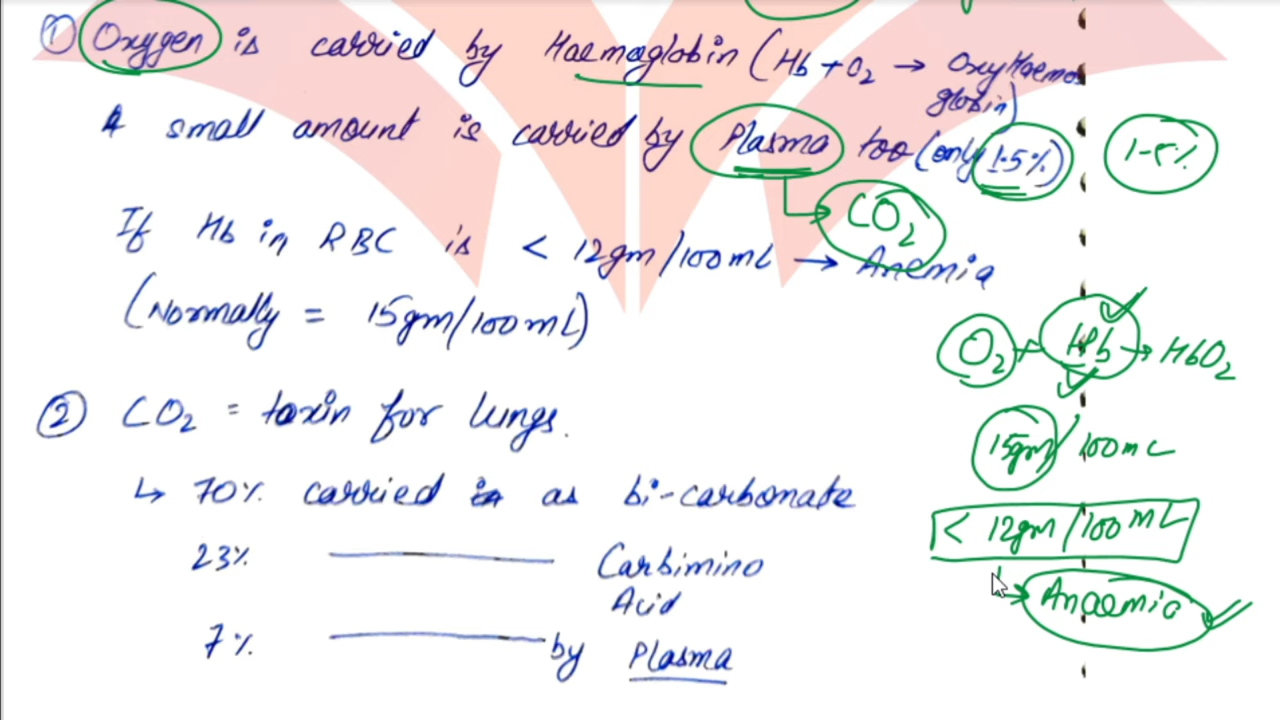 ① Oxygen is carried by Haemaglobin (Hb + O2 → OxyHaemo
globin)
A small amount is carried by Plasma too (only 1.5%) 1.5%
CO2
If Hb in RBC is < 12gm/100mL → Anemia
(Normally = 15gm/100mL)
O2 + Hb → HbO2
② CO2 = toxin for lungs.
15gm/100mL
↳ 70% carried as bi-carbonate
< 12gm/100mL
23% ——— Carbimino
Acid
→ Anaemia
7% ——— by Plasma